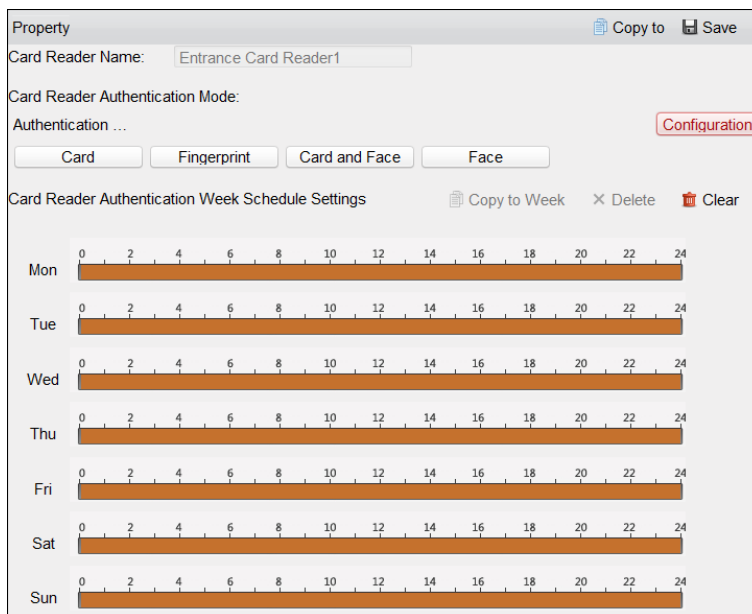 Property Copy to Save
Card Reader Name: Entrance Card Reader1
Card Reader Authentication Mode:
Authentication ... Configuration
Card Fingerprint Card and Face Face
Card Reader Authentication Week Schedule Settings Copy to Week Delete Clear
0 2 4 6 8 10 12 14 16 18 20 22 24
Mon
0 2 4 6 8 10 12 14 16 18 20 22 24
Tue
0 2 4 6 8 10 12 14 16 18 20 22 24
Wed
0 2 4 6 8 10 12 14 16 18 20 22 24
Thu
0 2 4 6 8 10 12 14 16 18 20 22 24
Fri
0 2 4 6 8 10 12 14 16 18 20 22 24
Sat
0 2 4 6 8 10 12 14 16 18 20 22 24
Sun